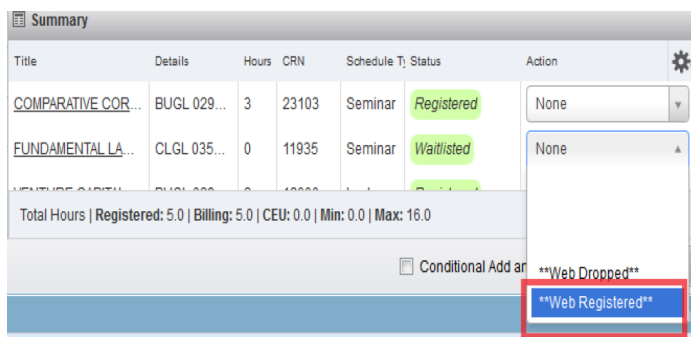 Summary
Title Details Hours CRN Schedule Ty Status Action
COMPARATIVE COR... BUGL 029... 3 23103 Seminar Registered None
FUNDAMENTAL LA... CLGL 035... 0 11935 Seminar Waitlisted None
Total Hours | Registered: 5.0 | Billing: 5.0 | CEU: 0.0 | Min: 0.0 | Max: 16.0
Conditional Add an
**Web Dropped**
**Web Registered**